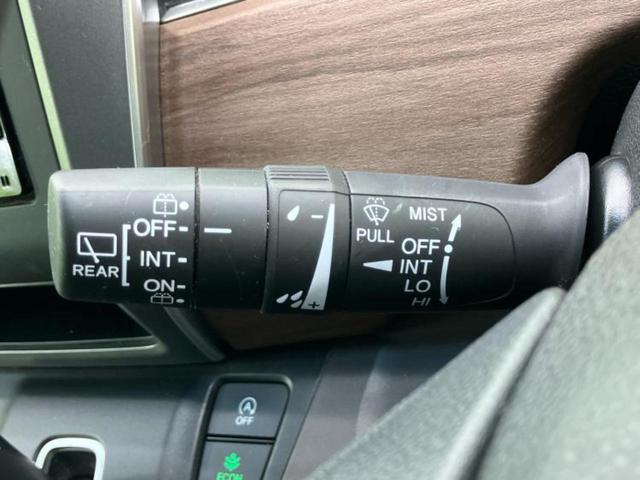 REAR
OFF
INT
ON
- 
+
PULL
MIST
OFF
INT
LO
HI
OFF
ECON